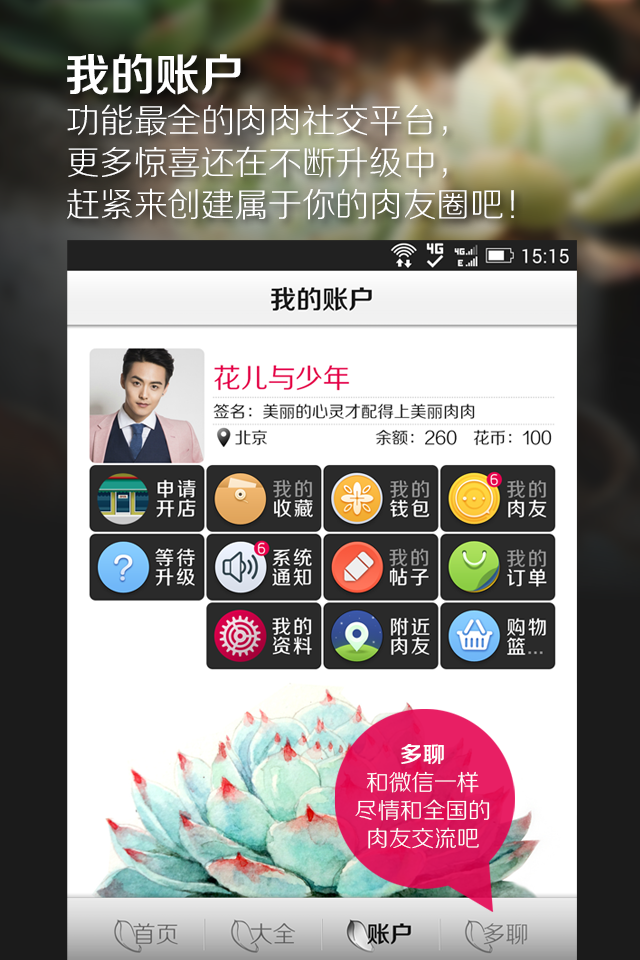 我的账户
功能最全的肉肉社交平台，
更多惊喜还在不断升级中，
赶紧来创建属于你的肉友圈吧！
4G 4G E 15:15
我的账户
花儿与少年
签名：美丽的心灵才配得上美丽肉肉
北京 余额：260 花币：100
申请
开店
我的
收藏
我的
钱包
6
我的
肉友
?
等待
升级
6
系统
通知
我的
帖子
我的
订单
我的
资料
附近
肉友
购物
篮...
多聊
和微信一样
尽情和全国的
肉友交流吧
首页 大全 账户 多聊